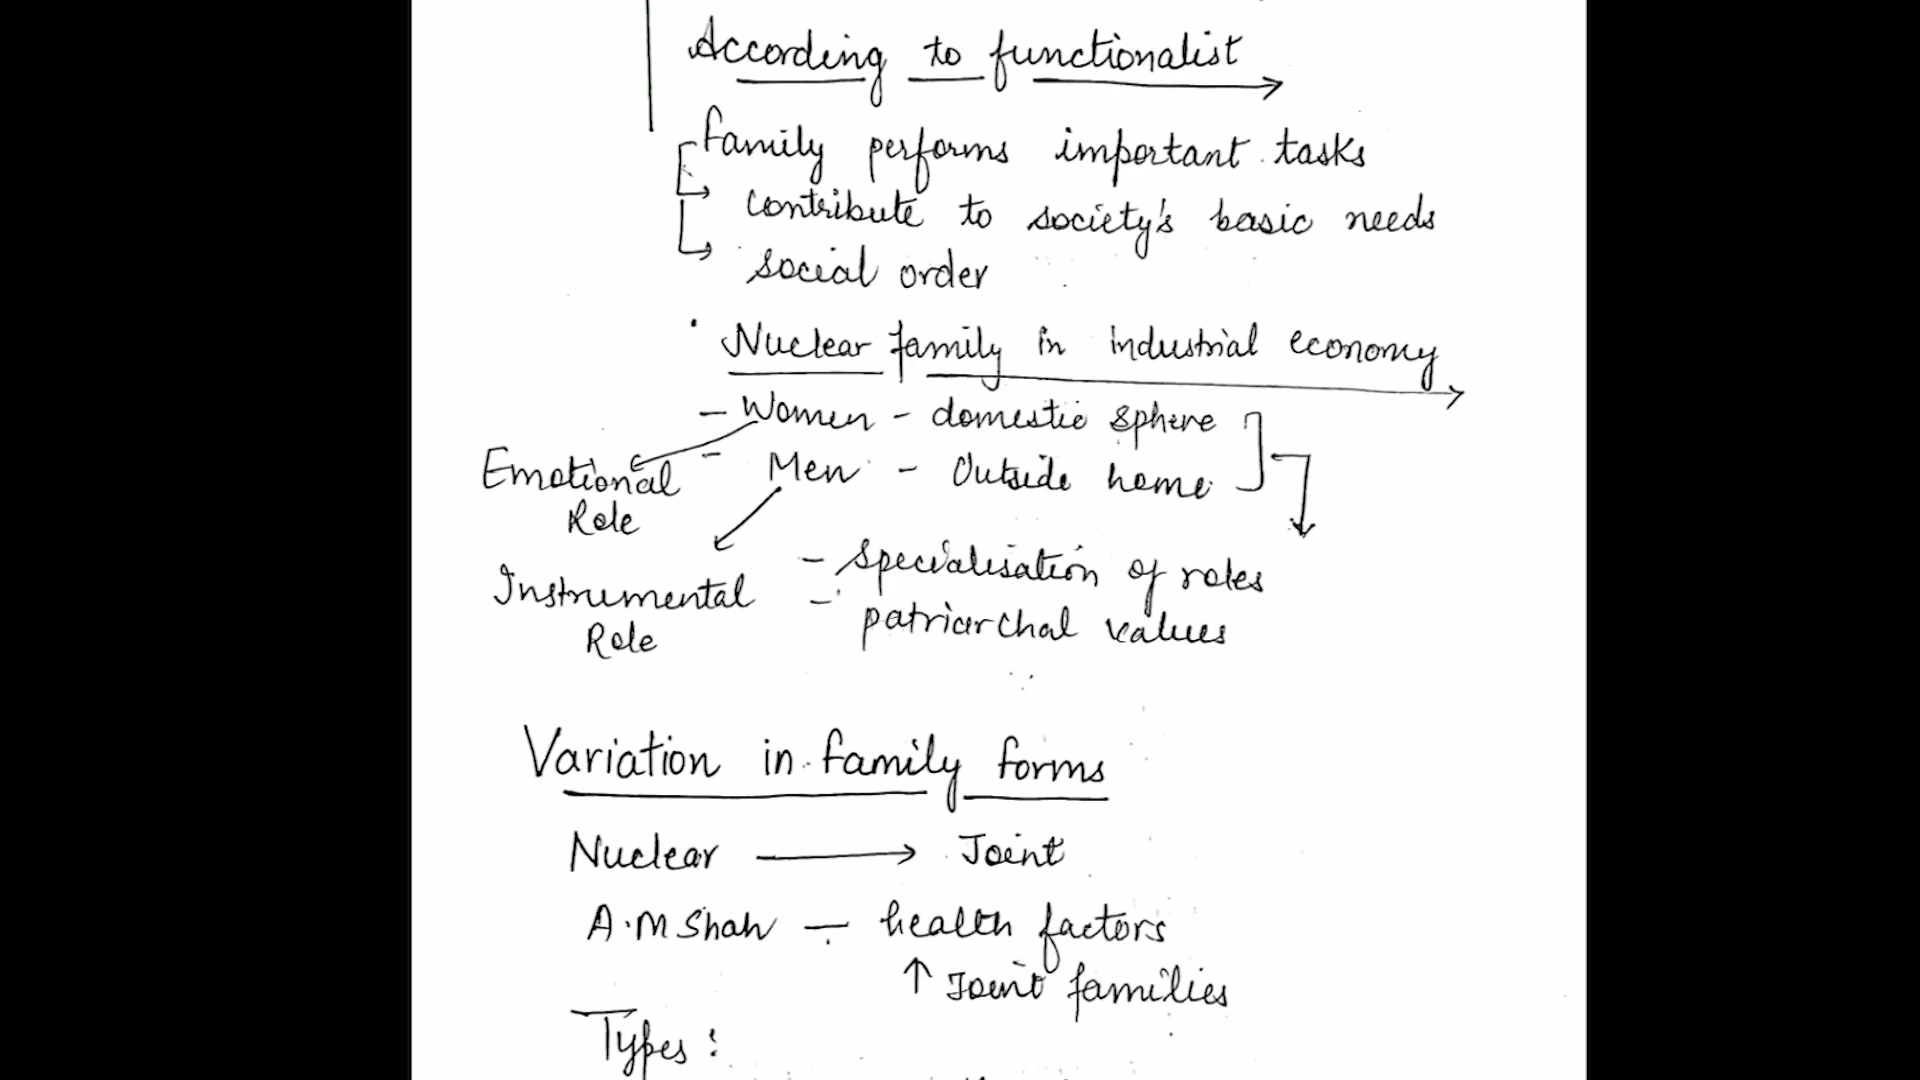 According to functionalist
family performs important tasks
contribute to society's basic needs
social order
Nuclear family in industrial economy
- Women - domestic sphere
Emotional Role
- Men - Outside home
Instrumental Role
- specialisation of roles
- patriarchal values
Variation in family forms
Nuclear → Joint
A.M Shah - health factors
↑ Joint families
Types :